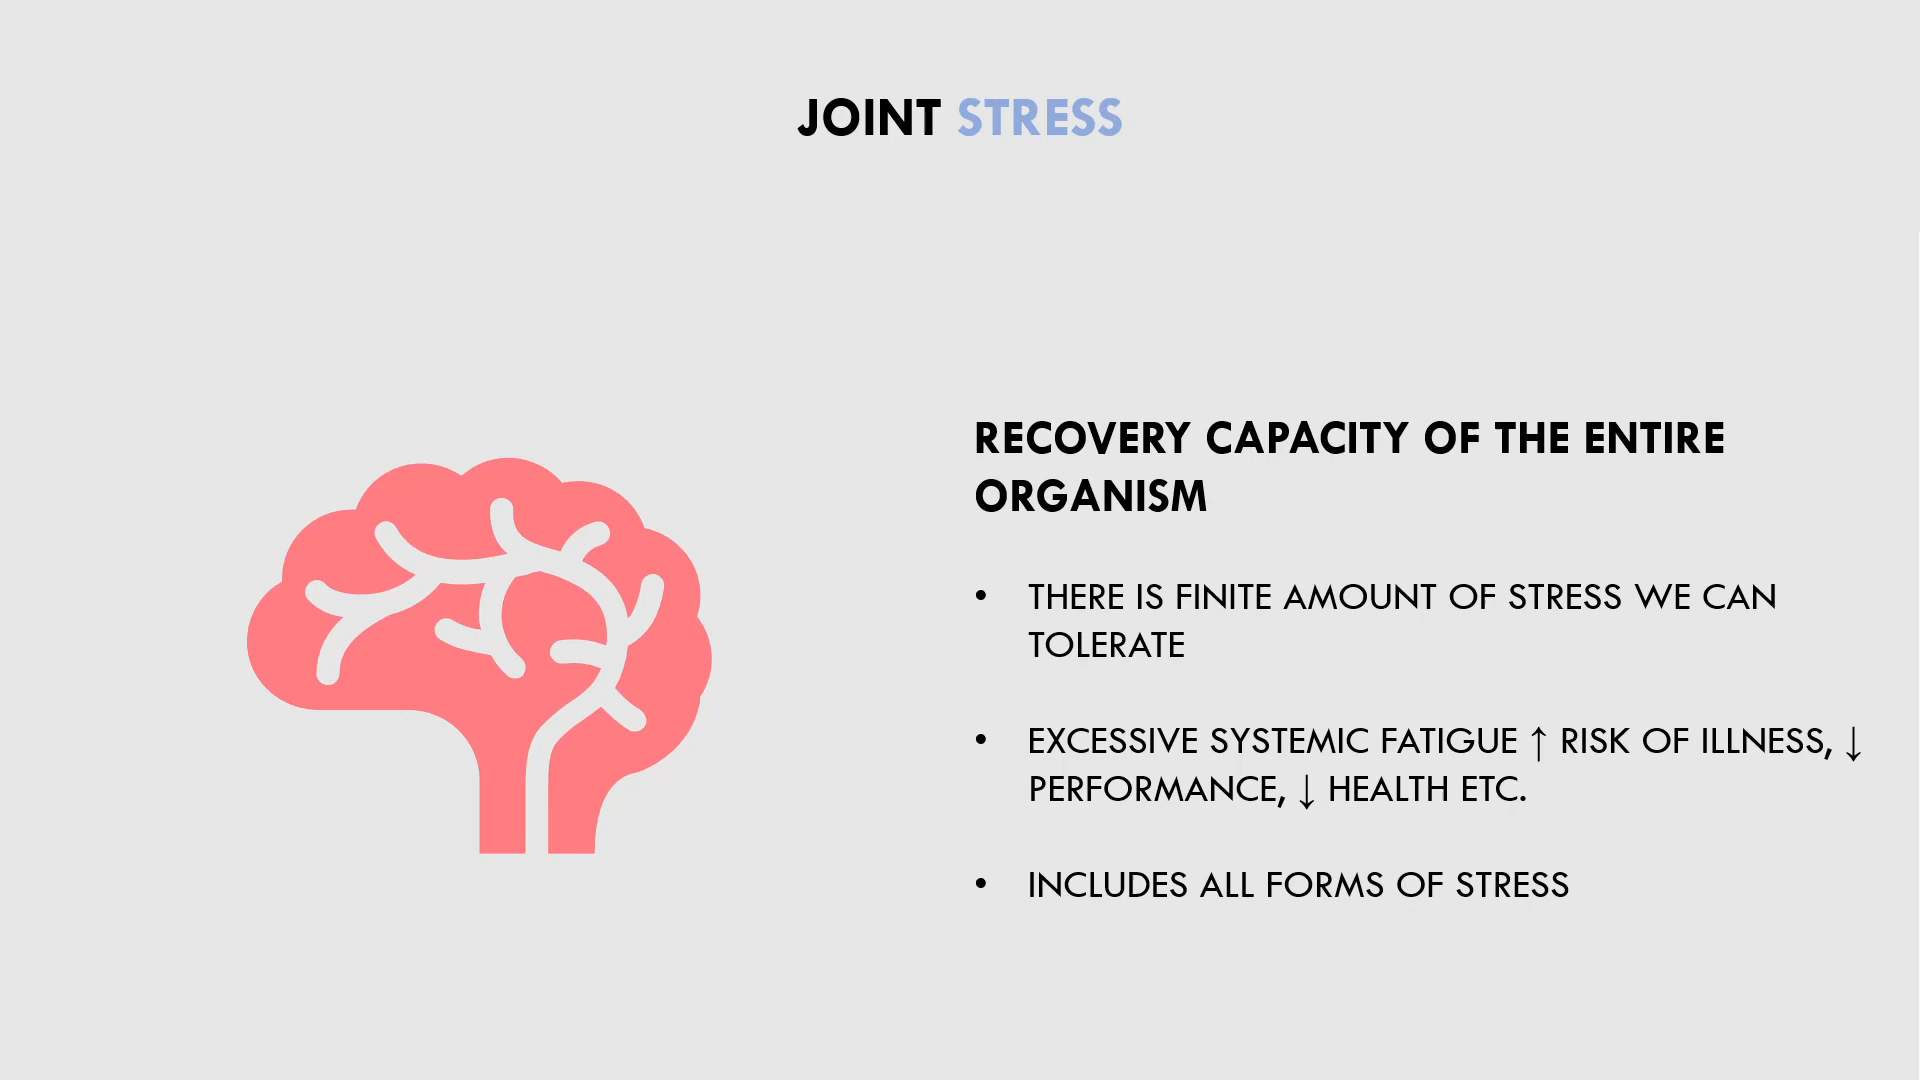 JOINT STRESS
RECOVERY CAPACITY OF THE ENTIRE
ORGANISM
• THERE IS FINITE AMOUNT OF STRESS WE CAN
TOLERATE
• EXCESSIVE SYSTEMIC FATIGUE ↑ RISK OF ILLNESS, ↓
PERFORMANCE, ↓ HEALTH ETC.
• INCLUDES ALL FORMS OF STRESS